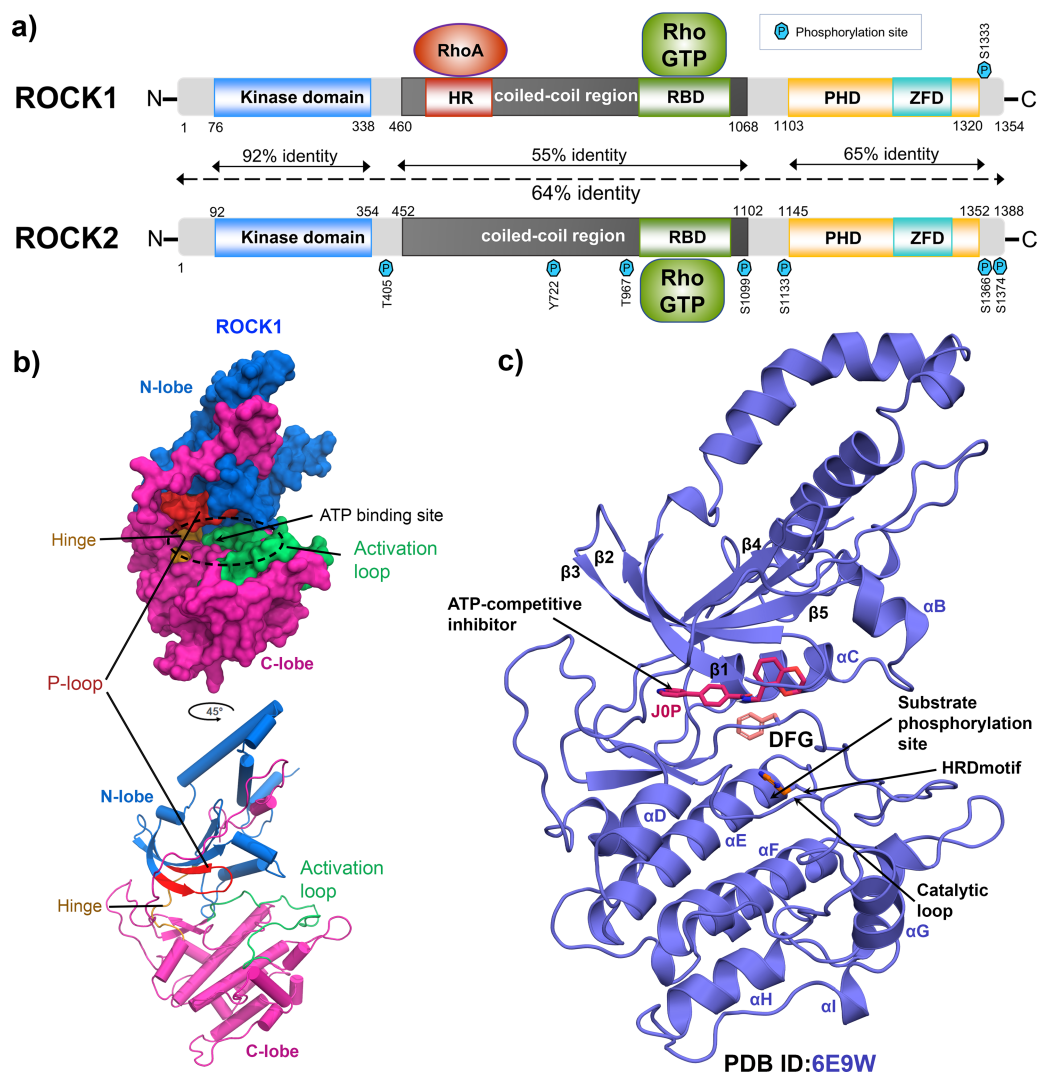 a)
P Phosphorylation site
RhoA
Rho
GTP
S1333
P
ROCK1
N
Kinase domain
HR
coiled-coil region
RBD
PHD
ZFD
C
1
76
338
460
1068
1103
1320
1354
92% identity
55% identity
65% identity
64% identity
92
354
452
1102
1145
1352
1388
ROCK2
N
Kinase domain
coiled-coil region
RBD
PHD
ZFD
C
1
P
P
P
P
P
P
P
T405
Y722
T967
Rho
GTP
S1099
S1133
S1366
S1374
ROCK1
b)
N-lobe
ATP binding site
Hinge
Activation
loop
C-lobe
P-loop
45°
N-lobe
Activation
loop
Hinge
C-lobe
c)
β4
β2
β3
β5
αB
ATP-competitive
inhibitor
β1
αC
J0P
Substrate
phosphorylation
site
DFG
HRDmotif
αD
αE
αF
Catalytic
loop
αG
αH
αI
PDB ID:6E9W